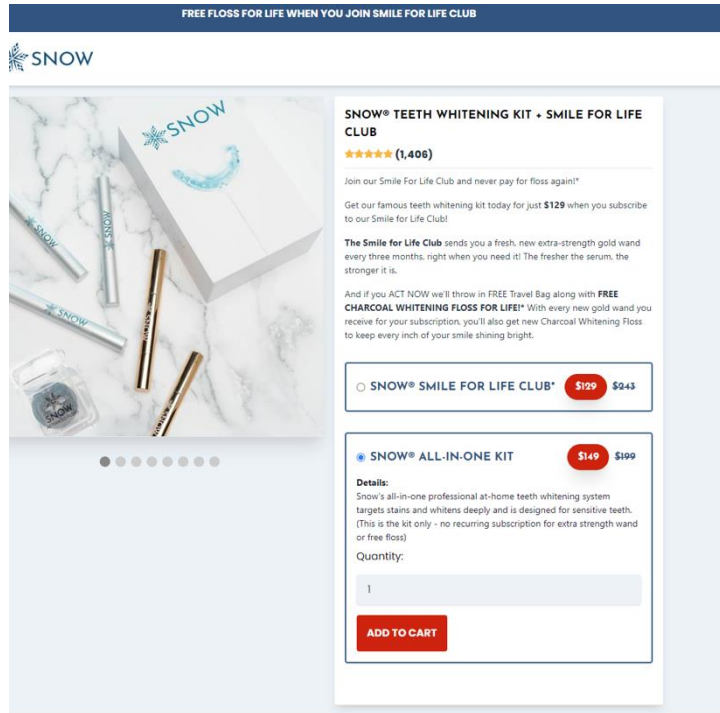 FREE FLOSS FOR LIFE WHEN YOU JOIN SMILE FOR LIFE CLUB
SNOW
SNOW
SNOW
SNOW
SNOW
SNOW
SNOW
SNOW® TEETH WHITENING KIT + SMILE FOR LIFE
CLUB
(1,406)
Join our Smile For Life Club and never pay for floss again!*
Get our famous teeth whitening kit today for just $129 when you subscribe
to our Smile for Life Club!
The Smile for Life Club sends you a fresh, new extra-strength gold wand
every three months, right when you need it! The fresher the serum, the
stronger it is.
And if you ACT NOW we'll throw in FREE Travel Bag along with FREE
CHARCOAL WHITENING FLOSS FOR LIFE!* With every new gold wand you
receive for your subscription, you'll also get new Charcoal Whitening Floss
to keep every inch of your smile shining bright.
SNOW® SMILE FOR LIFE CLUB* $129 $243
SNOW® ALL-IN-ONE KIT $149 $199
Details:
Snow's all-in-one professional at-home teeth whitening system
targets stains and whitens deeply and is designed for sensitive teeth.
(This is the kit only - no recurring subscription for extra strength wand
or free floss)
Quantity:
1
ADD TO CART